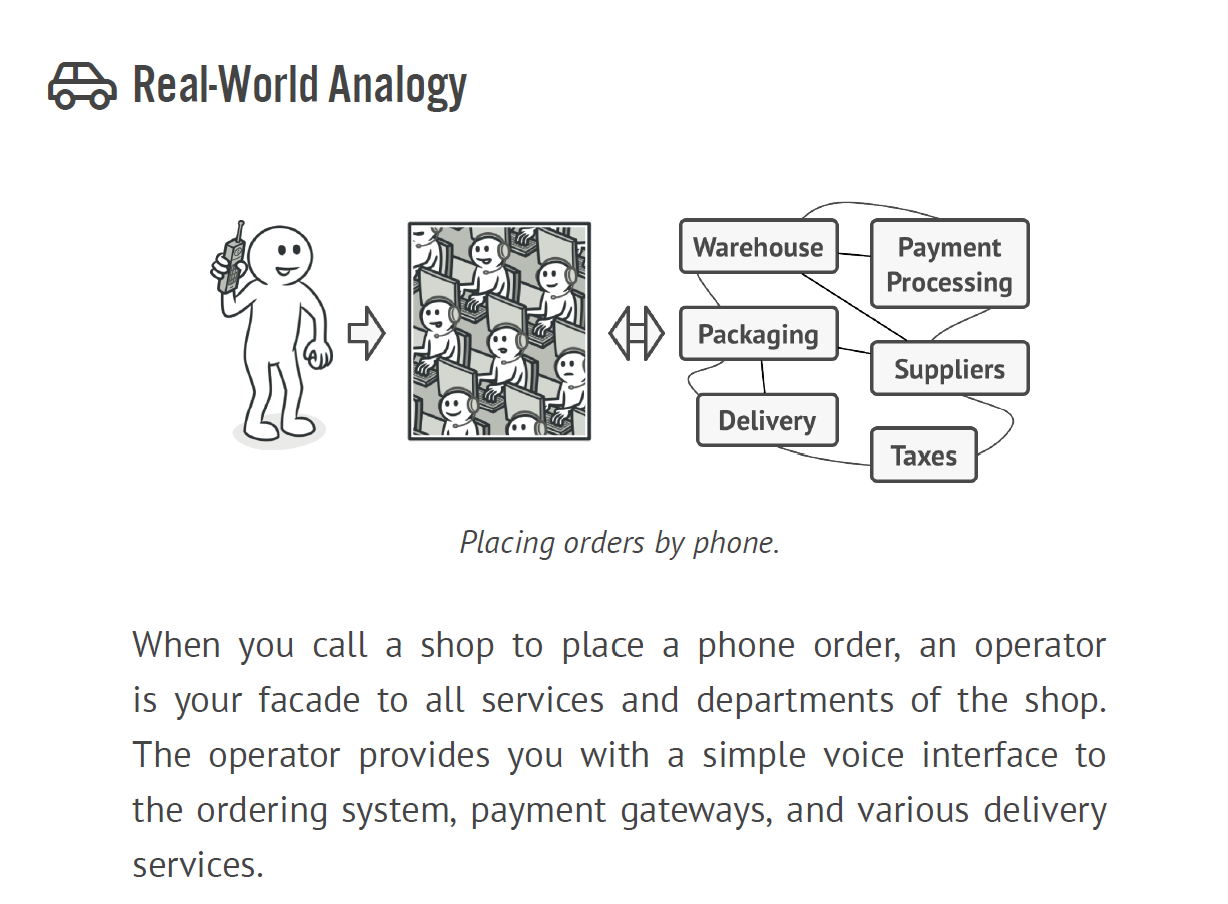 Real-World Analogy
Warehouse
Payment
Processing
Packaging
Suppliers
Delivery
Taxes
Placing orders by phone.
When you call a shop to place a phone order, an operator
is your facade to all services and departments of the shop.
The operator provides you with a simple voice interface to
the ordering system, payment gateways, and various delivery
services.